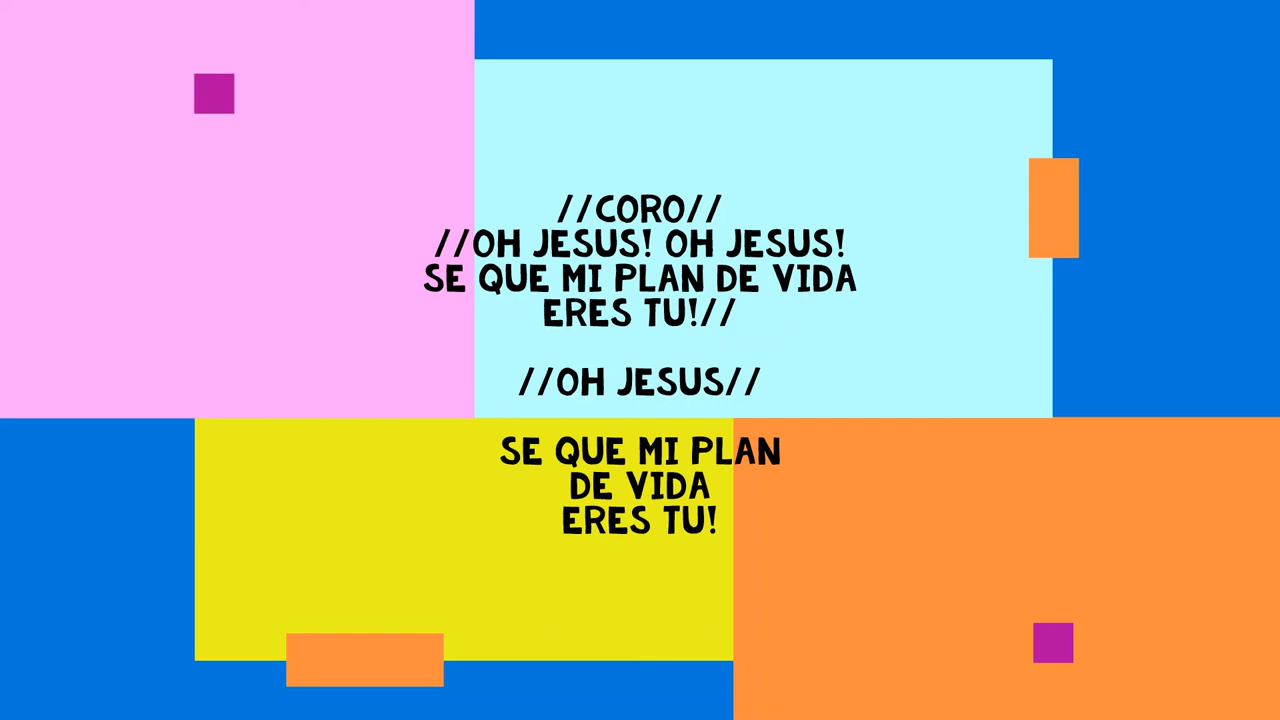 //CORO//
//OH JESUS! OH JESUS!
SE QUE MI PLAN DE VIDA
ERES TU!//
//OH JESUS//
SE QUE MI PLAN
DE VIDA
ERES TU!